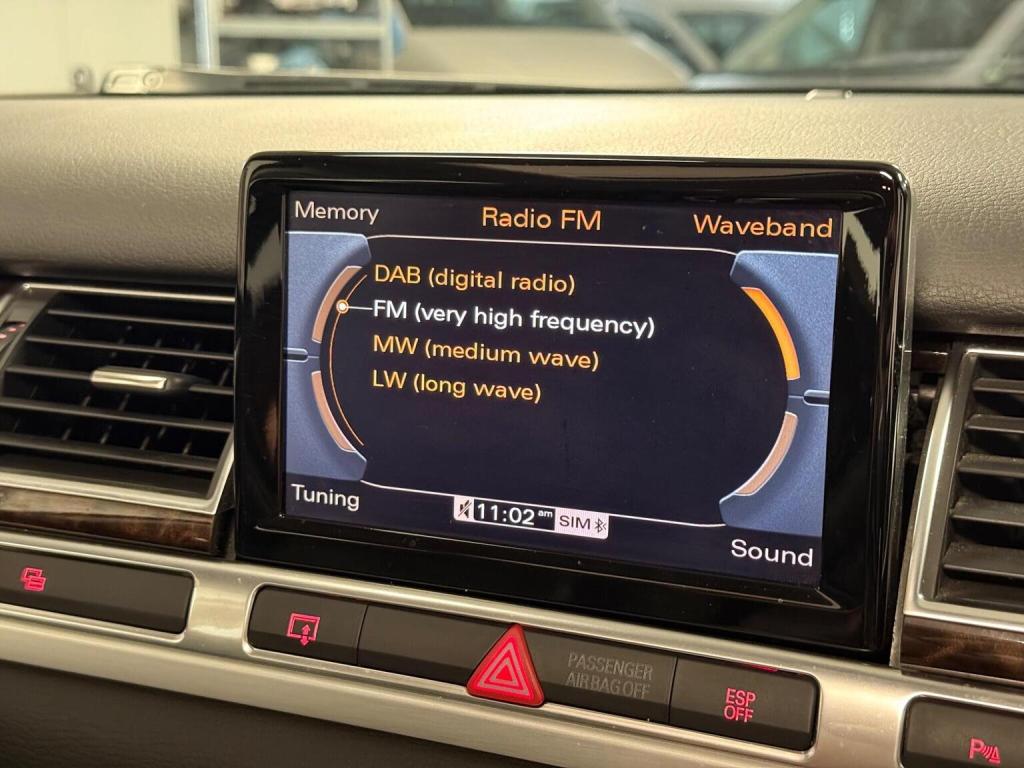 Memory
Radio FM
Waveband
DAB (digital radio)
FM (very high frequency)
MW (medium wave)
LW (long wave)
Tuning
11:02 am SIM
Sound
PASSENGER
AIRBAG OFF
ESP
OFF
P